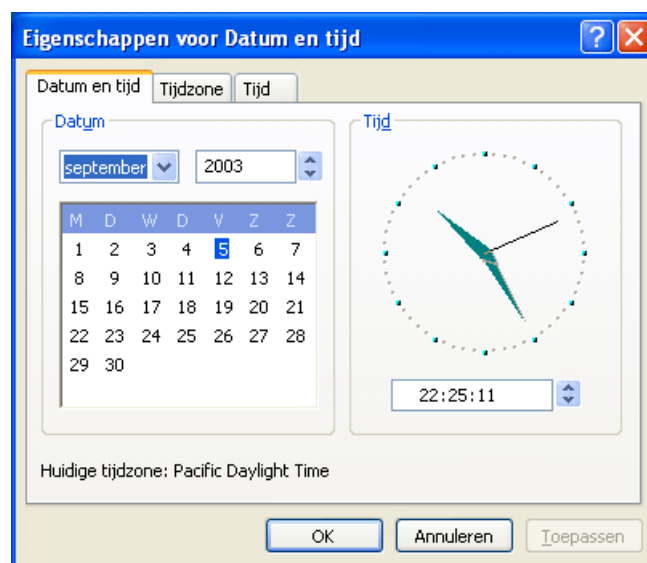 Eigenschappen voor Datum en tijd
Datum en tijd Tijdzone Tijd
Datum
september 2003
M D W D V Z Z
1 2 3 4 5 6 7
8 9 10 11 12 13 14
15 16 17 18 19 20 21
22 23 24 25 26 27 28
29 30
Tijd
22:25:11
Huidige tijdzone: Pacific Daylight Time
OK Annuleren Toepassen